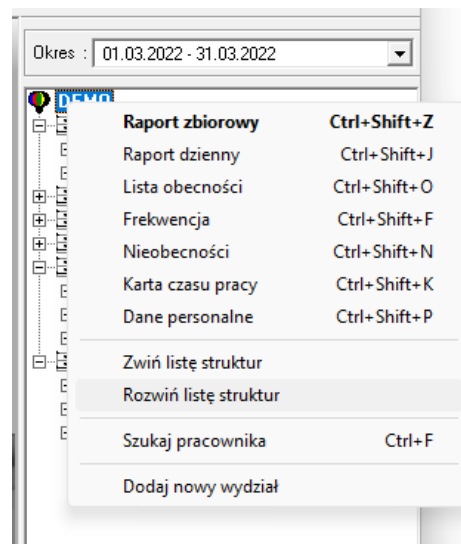 Okres : 01.03.2022 - 31.03.2022
DEMO
Raport zbiorowy Ctrl+Shift+Z
Raport dzienny Ctrl+Shift+J
Lista obecności Ctrl+Shift+O
Frekwencja Ctrl+Shift+F
Nieobecności Ctrl+Shift+N
Karta czasu pracy Ctrl+Shift+K
Dane personalne Ctrl+Shift+P
Zwiń listę struktur
Rozwiń listę struktur
Szukaj pracownika Ctrl+F
Dodaj nowy wydział